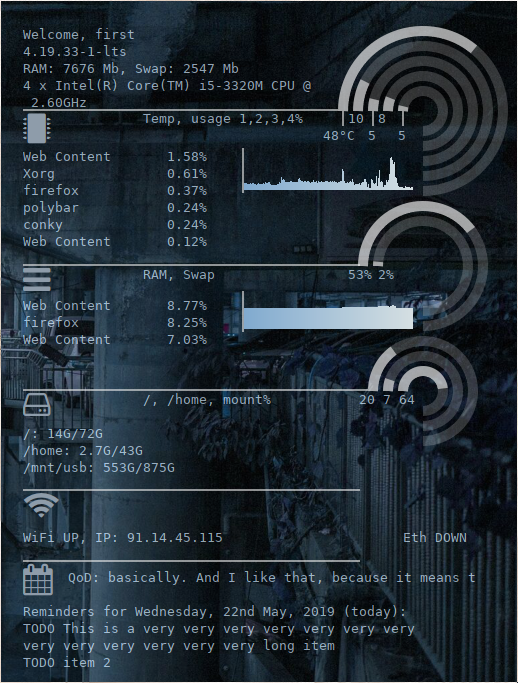 Welcome, first
4.19.33-1-lts
RAM: 7676 Mb, Swap: 2547 Mb
4 x Intel(R) Core(TM) i5-3320M CPU @
2.60GHz
Temp, usage 1,2,3,4% 10 8
48°C 5 5
Web Content 1.58%
Xorg 0.61%
firefox 0.37%
polybar 0.24%
conky 0.24%
Web Content 0.12%
RAM, Swap 53% 2%
Web Content 8.77%
firefox 8.25%
Web Content 7.03%
/, /home, mount% 20 7 64
/: 14G/72G
/home: 2.7G/43G
/mnt/usb: 553G/875G
WiFi UP, IP: 91.14.45.115 Eth DOWN
QoD: basically. And I like that, because it means t
Reminders for Wednesday, 22nd May, 2019 (today):
TODO This is a very very very very very very very
very very very very very very long item
TODO item 2